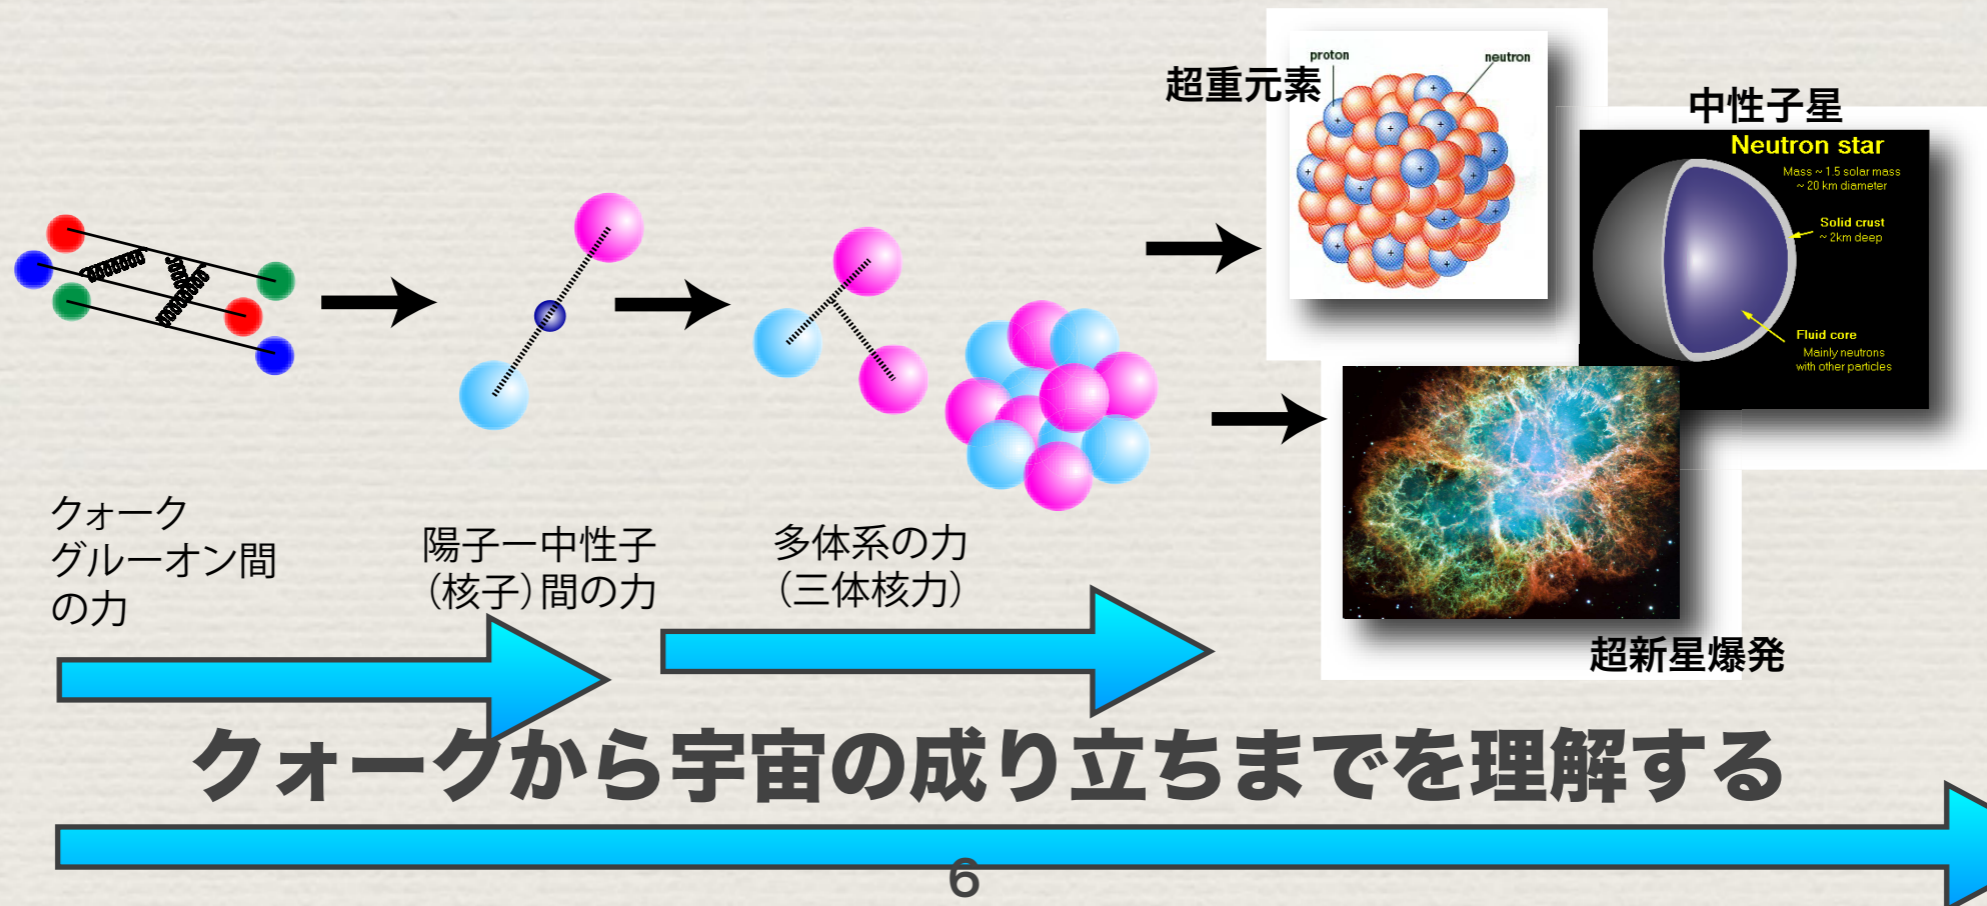 超重元素
proton
neutron
中性子星
Neutron star
Mass ~ 1.5 solar mass
~ 20 km diameter
Solid crust
~ 2km deep
Fluid core
Mainly neutrons
with other particles
クォーク
グルーオン間
の力
陽子ー中性子
（核子）間の力
多体系の力
（三体核力）
超新星爆発
クォークから宇宙の成り立ちまでを理解する
6